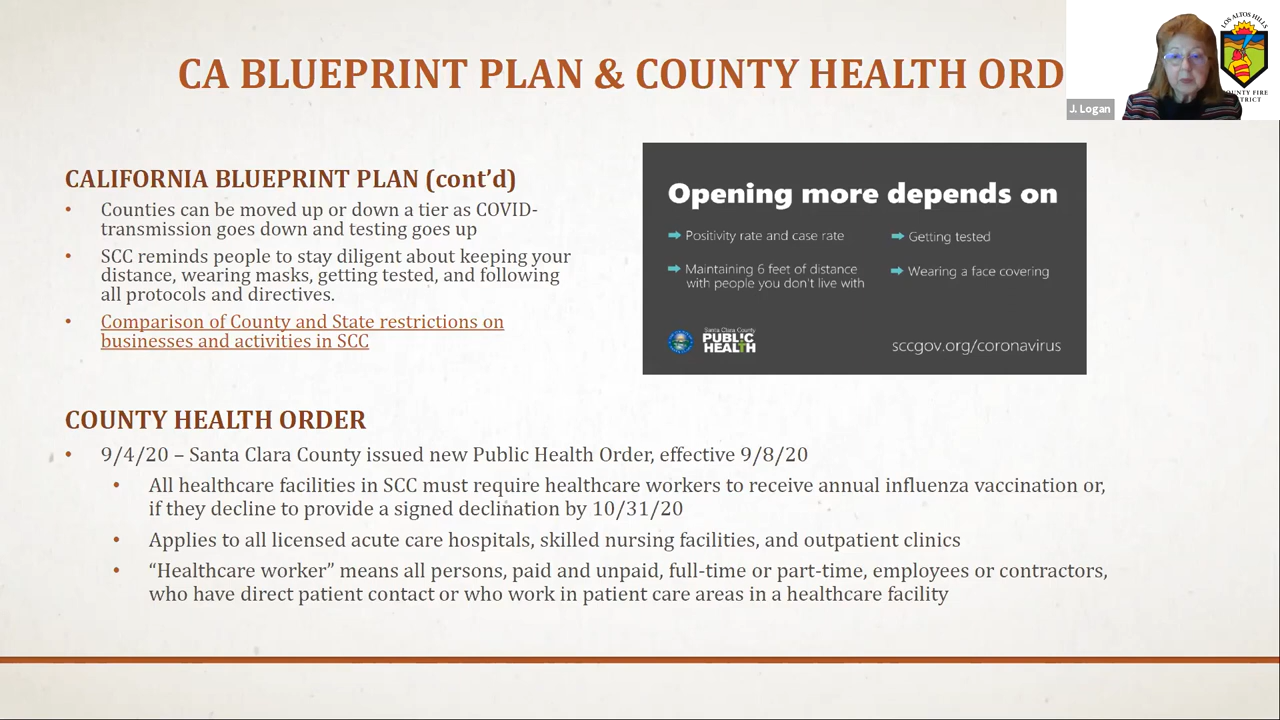 CA BLUEPRINT PLAN & COUNTY HEALTH ORD
LOS ALTOS HILLS
COUNTY FIRE
DISTRICT
J. Logan
CALIFORNIA BLUEPRINT PLAN (cont’d)
• Counties can be moved up or down a tier as COVID-
transmission goes down and testing goes up
• SCC reminds people to stay diligent about keeping your
distance, wearing masks, getting tested, and following
all protocols and directives.
• Comparison of County and State restrictions on
businesses and activities in SCC
Opening more depends on
Positivity rate and case rate
Maintaining 6 feet of distance
with people you don't live with
Getting tested
Wearing a face covering
Santa Clara County
PUBLIC
HEALTH
sccgov.org/coronavirus
COUNTY HEALTH ORDER
• 9/4/20 – Santa Clara County issued new Public Health Order, effective 9/8/20
• All healthcare facilities in SCC must require healthcare workers to receive annual influenza vaccination or,
if they decline to provide a signed declination by 10/31/20
• Applies to all licensed acute care hospitals, skilled nursing facilities, and outpatient clinics
• “Healthcare worker” means all persons, paid and unpaid, full-time or part-time, employees or contractors,
who have direct patient contact or who work in patient care areas in a healthcare facility